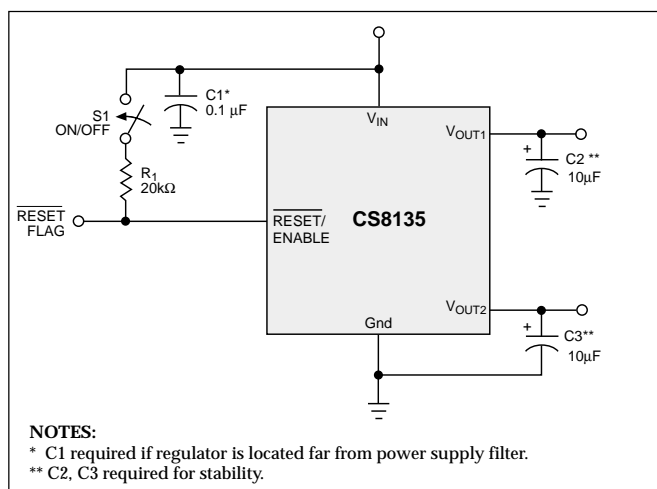 C1*
0.1 µF
S1
ON/OFF
R1
20kΩ
RESET
FLAG
VIN
VOUT1
C2 **
10µF
RESET/
ENABLE
CS8135
VOUT2
Gnd
C3**
10µF
+
+
NOTES:
* C1 required if regulator is located far from power supply filter.
** C2, C3 required for stability.